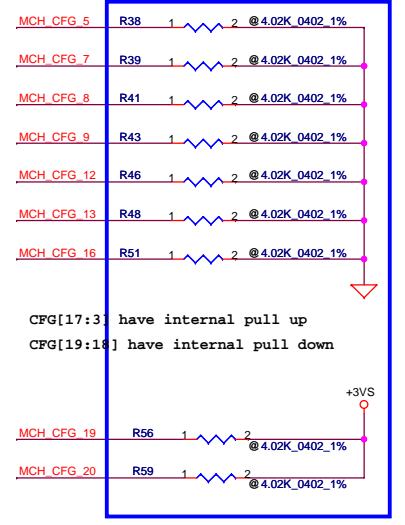 MCH_CFG_5 R38 1 2 @4.02K_0402_1%
MCH_CFG_7 R39 1 2 @4.02K_0402_1%
MCH_CFG_8 R41 1 2 @4.02K_0402_1%
MCH_CFG_9 R43 1 2 @4.02K_0402_1%
MCH_CFG_12 R46 1 2 @4.02K_0402_1%
MCH_CFG_13 R48 1 2 @4.02K_0402_1%
MCH_CFG_16 R51 1 2 @4.02K_0402_1%
CFG[17:3] have internal pull up
CFG[19:18] have internal pull down
+3VS
MCH_CFG_19 R56 1 2
@4.02K_0402_1%
MCH_CFG_20 R59 1 2
@4.02K_0402_1%